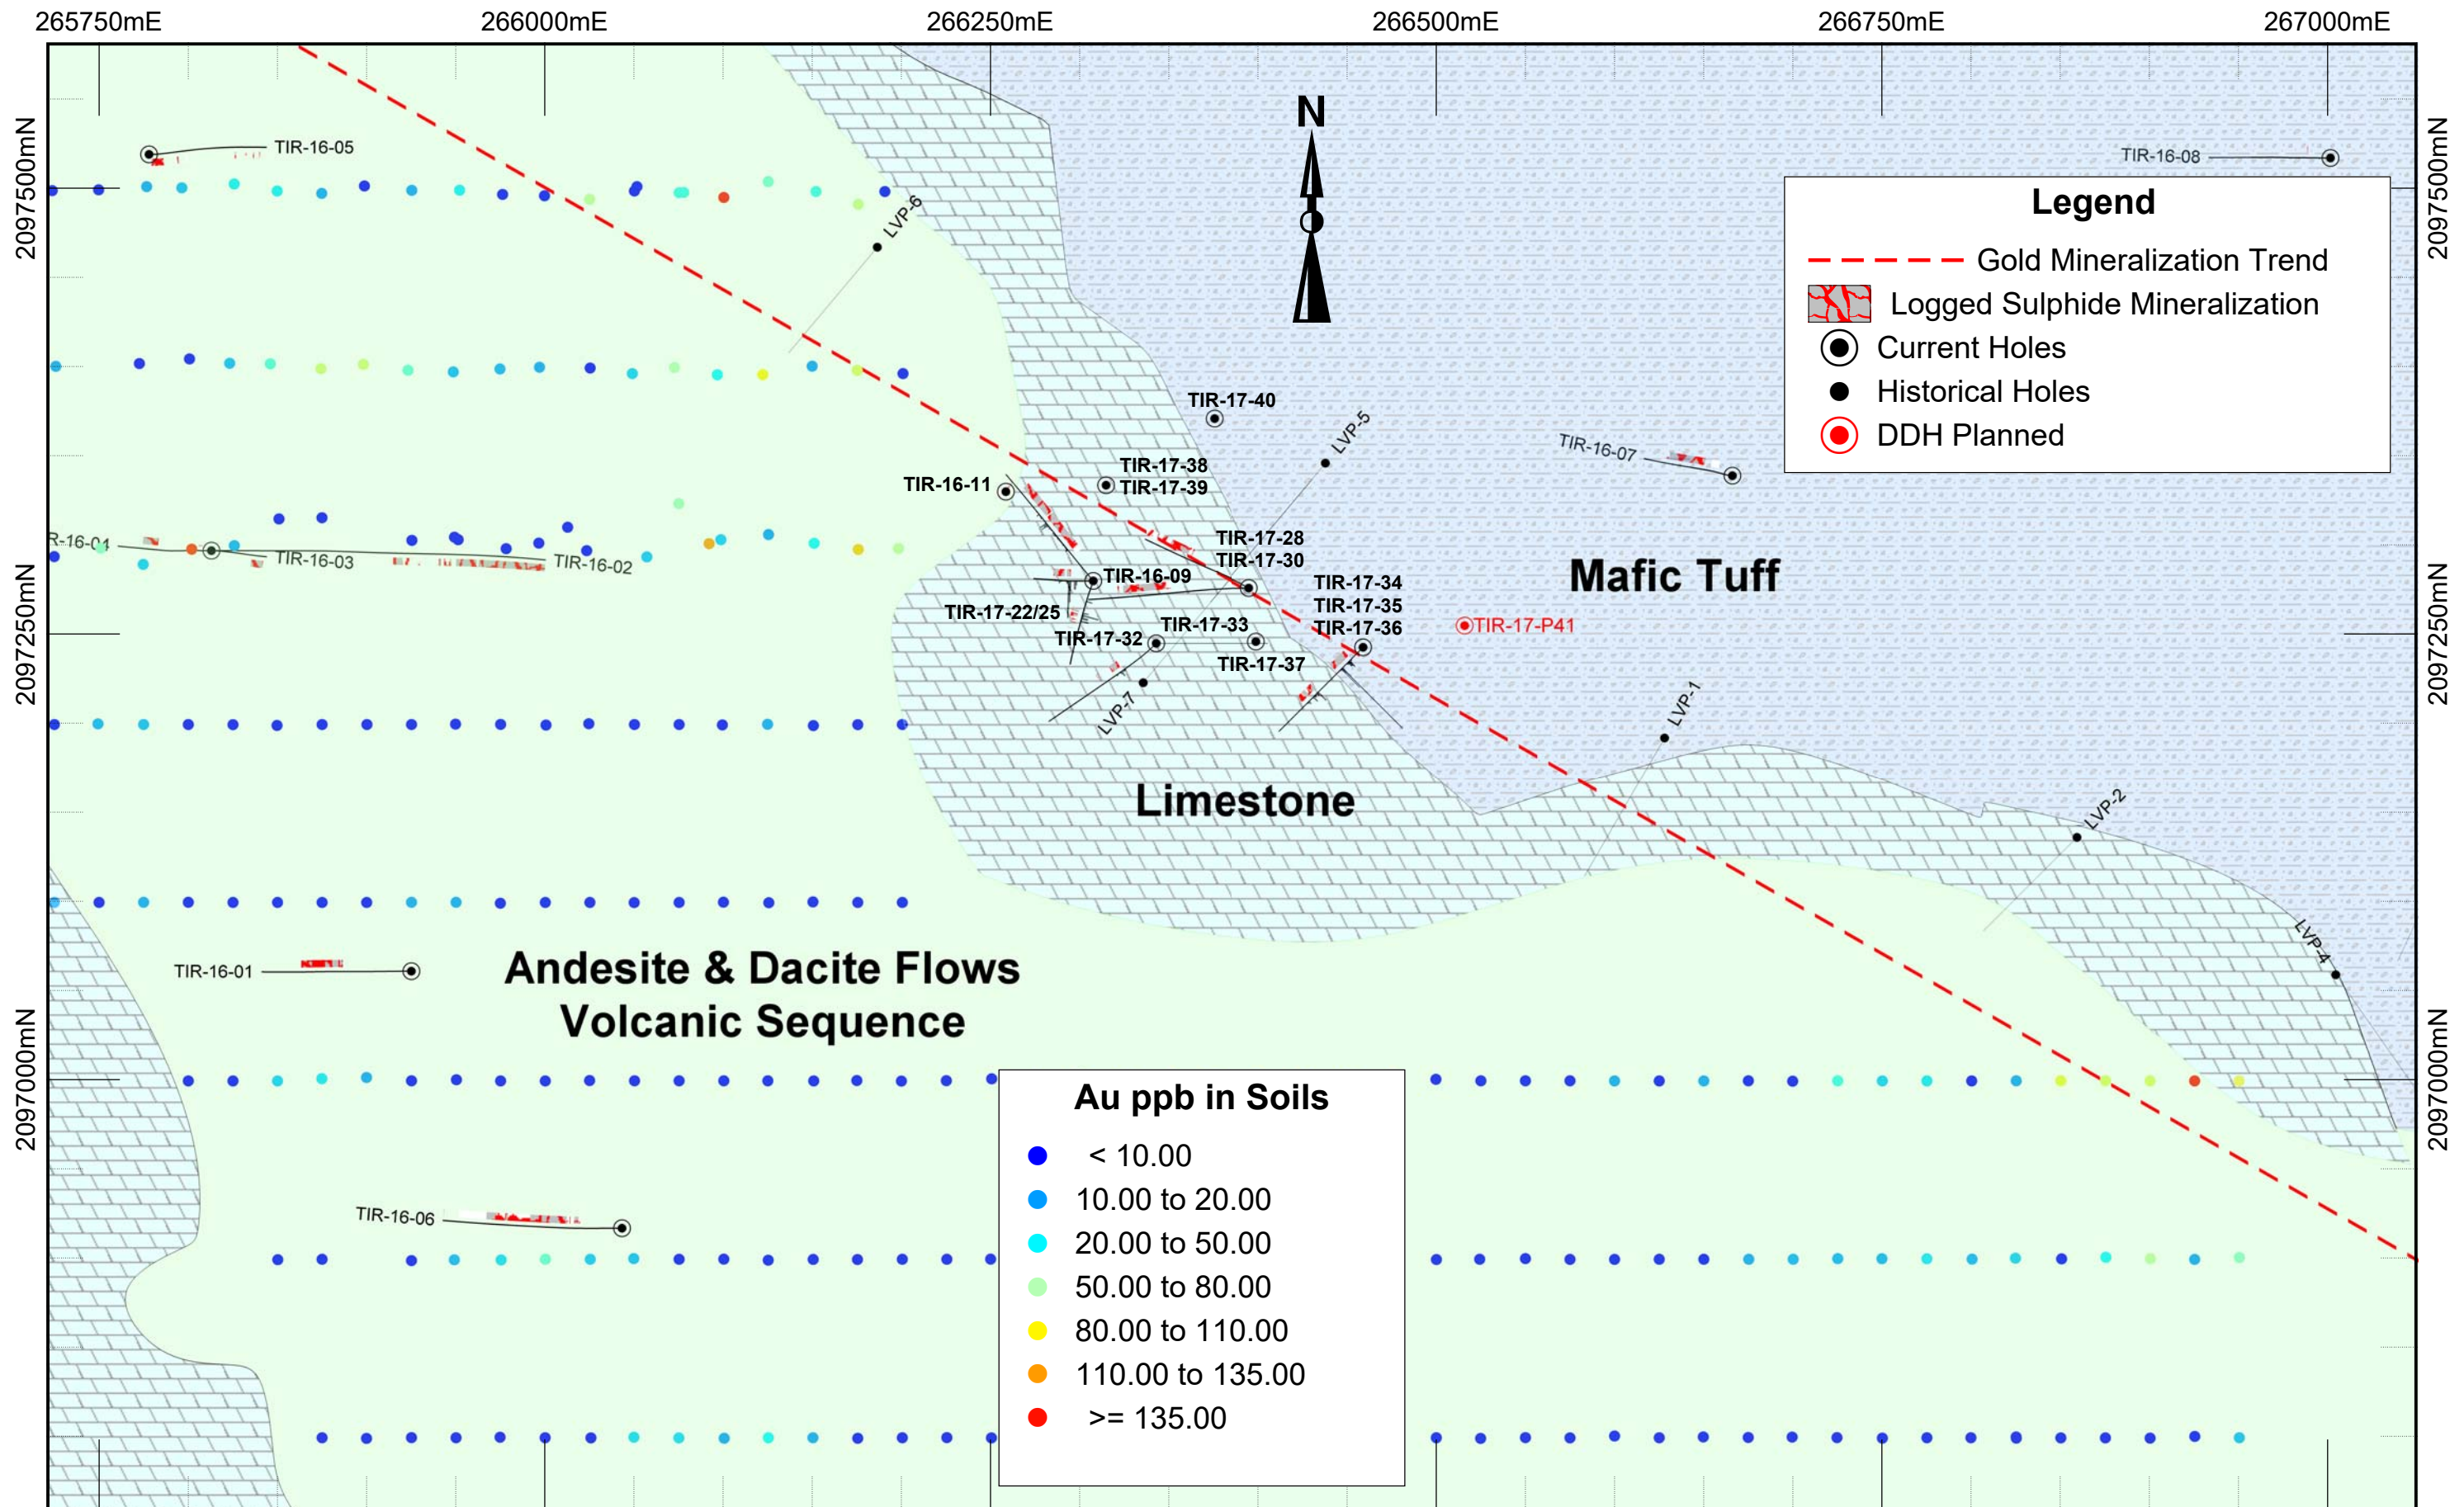 265750mE
266000mE
266250mE
266500mE
266750mE
267000mE
2097500mN
2097500mN
N
TIR-16-05
TIR-16-08
LVP-6
Legend
Gold Mineralization Trend
Logged Sulphide Mineralization
Current Holes
Historical Holes
DDH Planned
TIR-17-40
LVP-5
TIR-16-07
TIR-17-38
TIR-17-39
TIR-16-11
TIR-17-28
TIR-17-30
R-16-04
TIR-16-03
TIR-16-02
TIR-16-09
TIR-17-34
TIR-17-35
TIR-17-36
Mafic Tuff
TIR-17-22/25
TIR-17-33
TIR-17-32
TIR-17-37
TIR-17-P41
2097250mN
2097250mN
LVP-7
LVP-1
Limestone
LVP-2
LVP-4
TIR-16-01
Andesite & Dacite Flows
Volcanic Sequence
2097000mN
2097000mN
TIR-16-06
Au ppb in Soils
< 10.00
10.00 to 20.00
20.00 to 50.00
50.00 to 80.00
80.00 to 110.00
110.00 to 135.00
>= 135.00